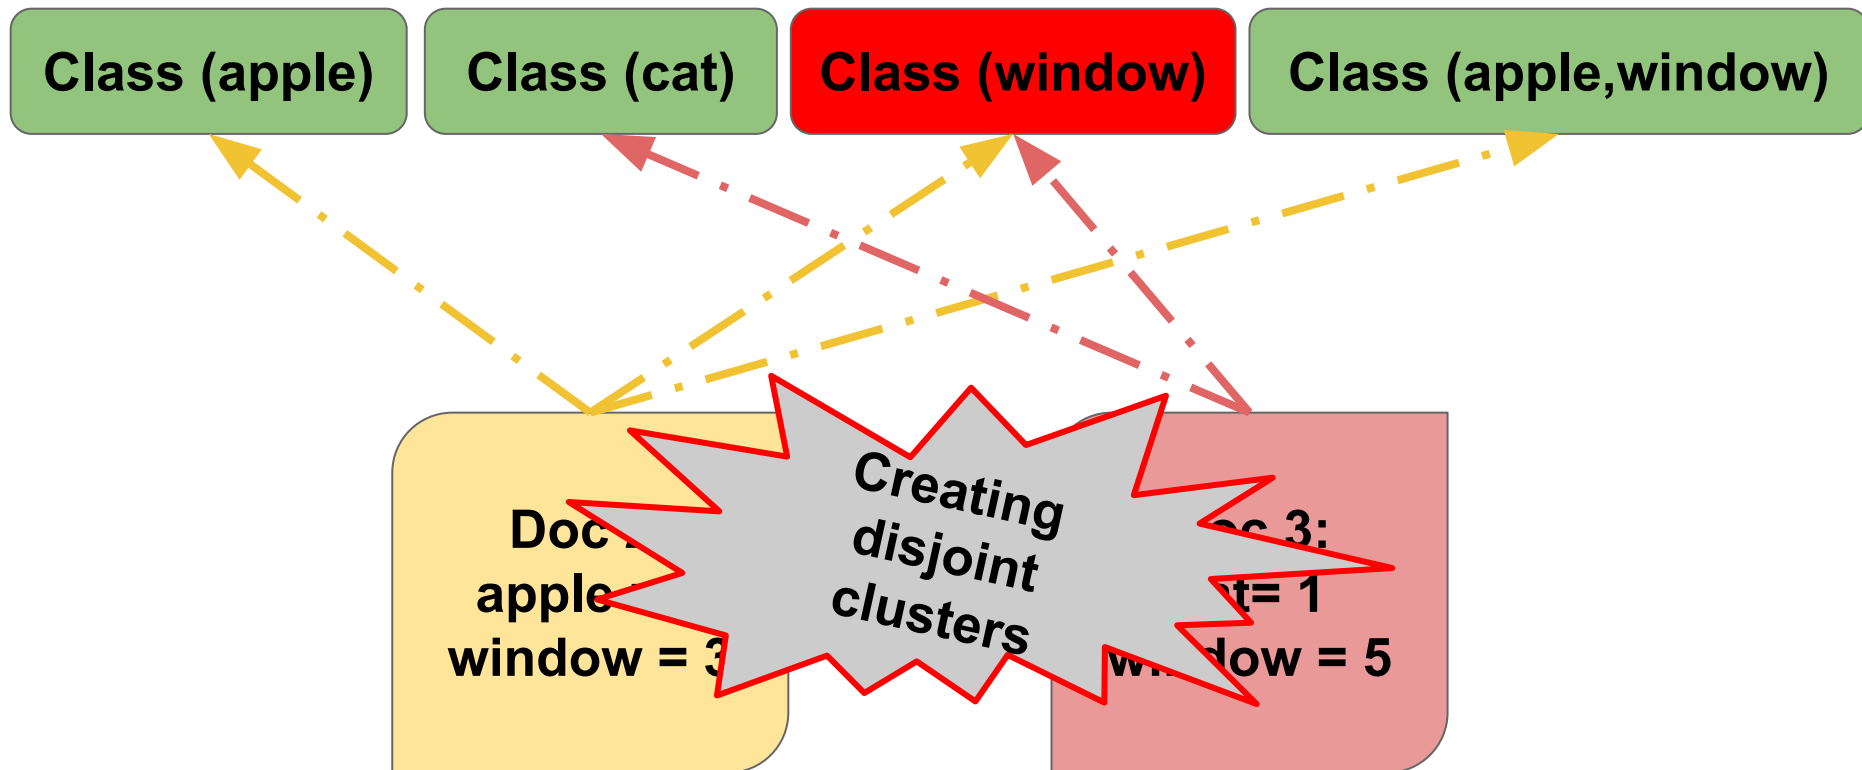 Class (apple)
Class (cat)
Class (window)
Class (apple,window)
Creating
disjoint
clusters
Doc
apple
window = 3
3:
= 1
window = 5